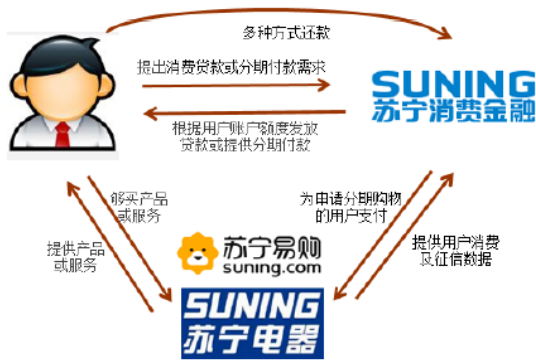 多种方式还款
提出消费贷款或分期付款需求
SUNING
苏宁消费金融
根据用户账户额度发放
贷款或提供分期付款
够买产品
或服务
为申请分期购物
的用户支付
提供产品
或服务
苏宁易购
suning.com
提供用户消费
及征信数据
SUNING
苏宁电器